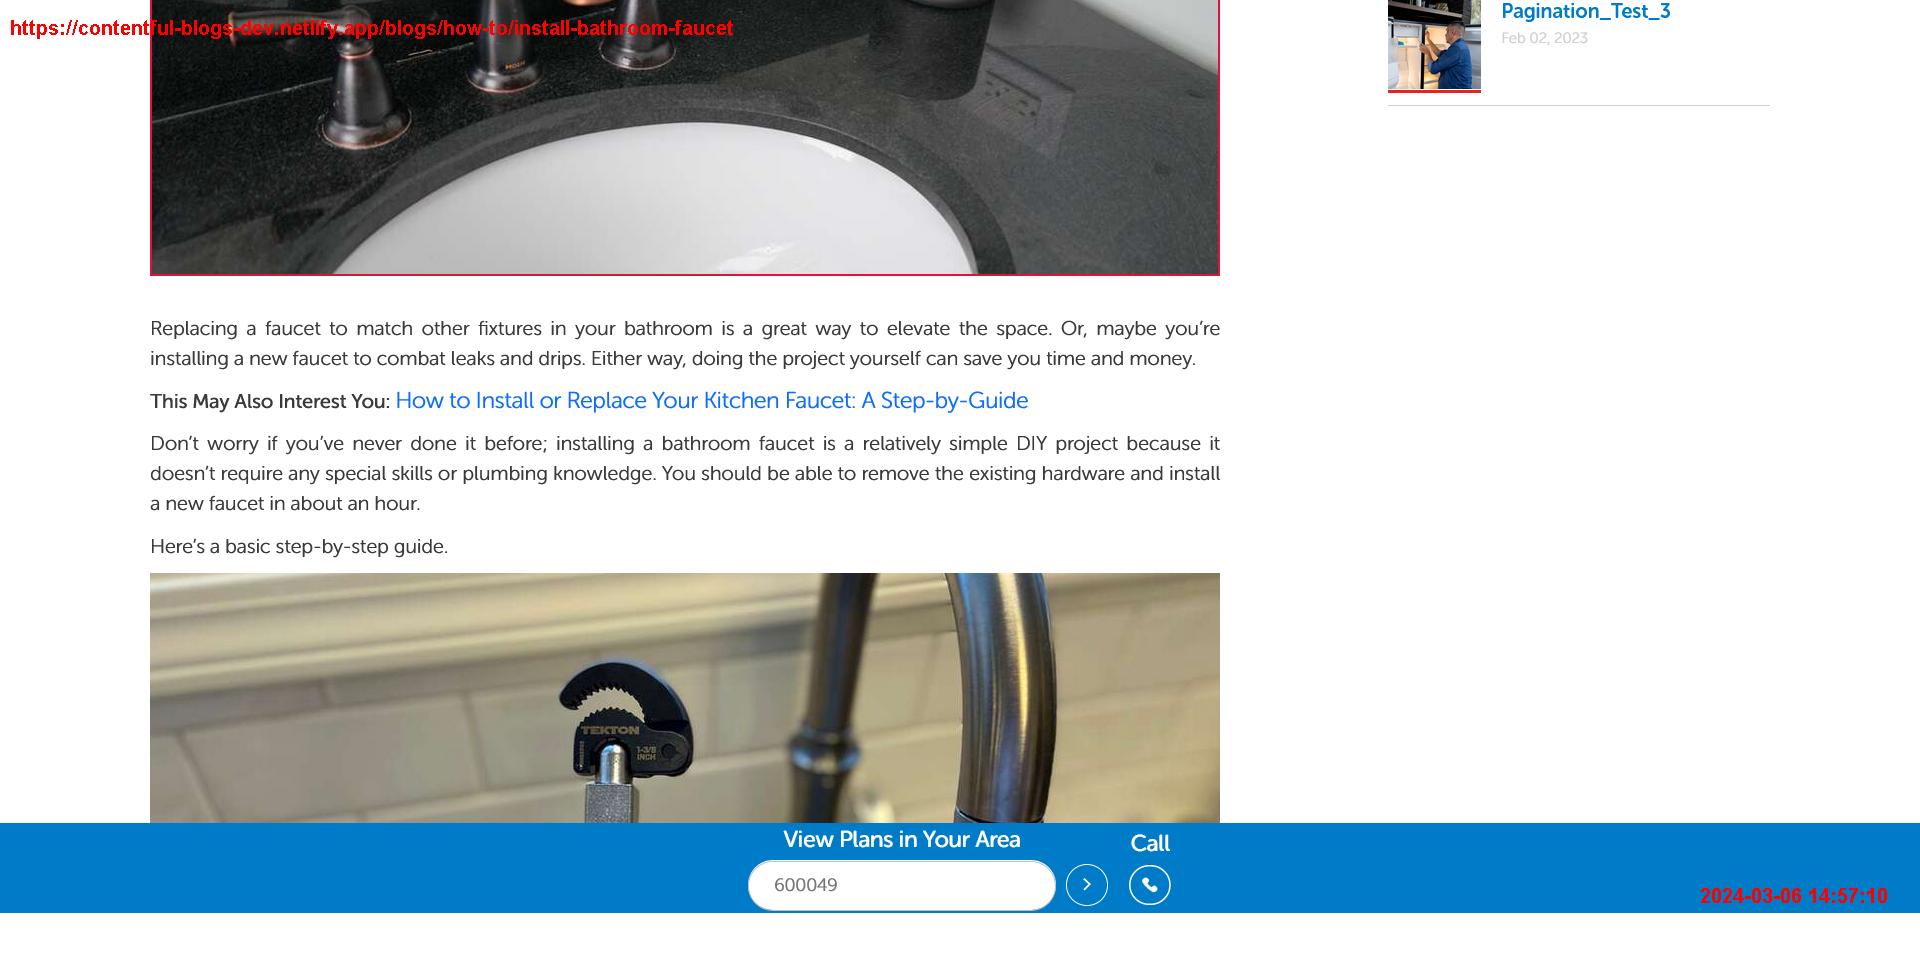 https://contentful-blogs-dev.netlify.app/blogs/how-to/install-bathroom-faucet
Pagination_Test_3
Feb 02, 2023
MOEN
Replacing a faucet to match other fixtures in your bathroom is a great way to elevate the space. Or, maybe you’re
installing a new faucet to combat leaks and drips. Either way, doing the project yourself can save you time and money.
This May Also Interest You: How to Install or Replace Your Kitchen Faucet: A Step-by-Guide
Don’t worry if you’ve never done it before; installing a bathroom faucet is a relatively simple DIY project because it
doesn’t require any special skills or plumbing knowledge. You should be able to remove the existing hardware and install
a new faucet in about an hour.
Here’s a basic step-by-step guide.
TEKTON
1-3/8
INCH
View Plans in Your Area
Call
600049
2024-03-06 14:57:10